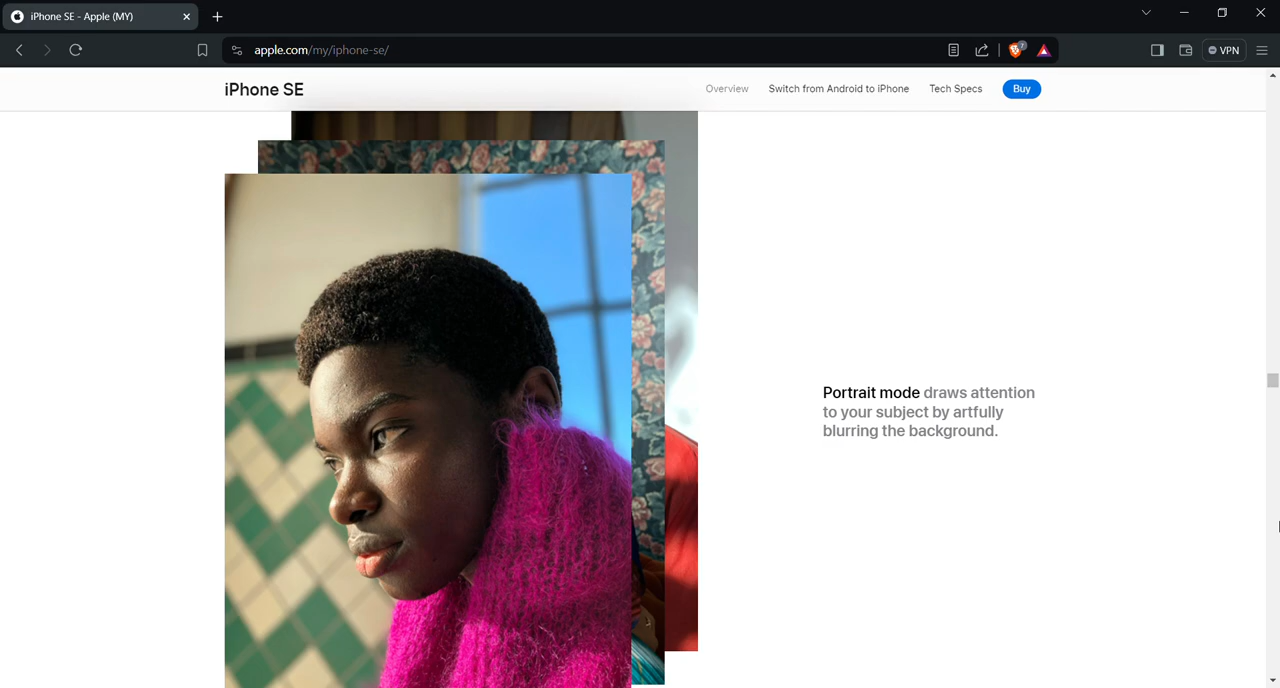 iPhone SE - Apple (MY)
apple.com/my/iphone-se/
7
VPN
iPhone SE
Overview
Switch from Android to iPhone
Tech Specs
Buy
Portrait mode draws attention
to your subject by artfully
blurring the background.